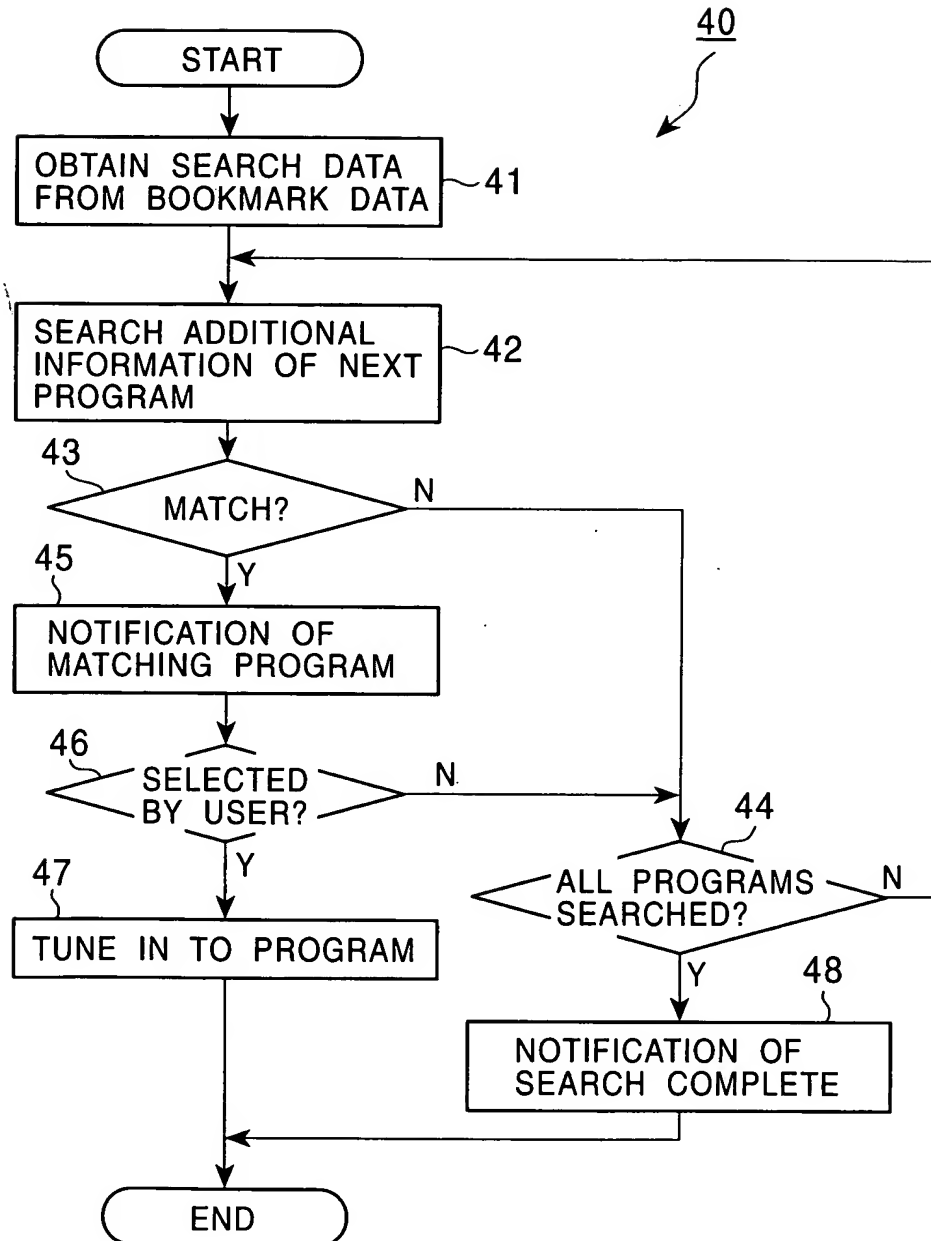 40
START
OBTAIN SEARCH DATA
FROM BOOKMARK DATA
41
SEARCH ADDITIONAL
INFORMATION OF NEXT
PROGRAM
42
43
MATCH?
N
Y
45
NOTIFICATION OF
MATCHING PROGRAM
46
SELECTED
BY USER?
N
Y
44
ALL PROGRAMS
SEARCHED?
N
Y
47
TUNE IN TO PROGRAM
48
NOTIFICATION OF
SEARCH COMPLETE
END